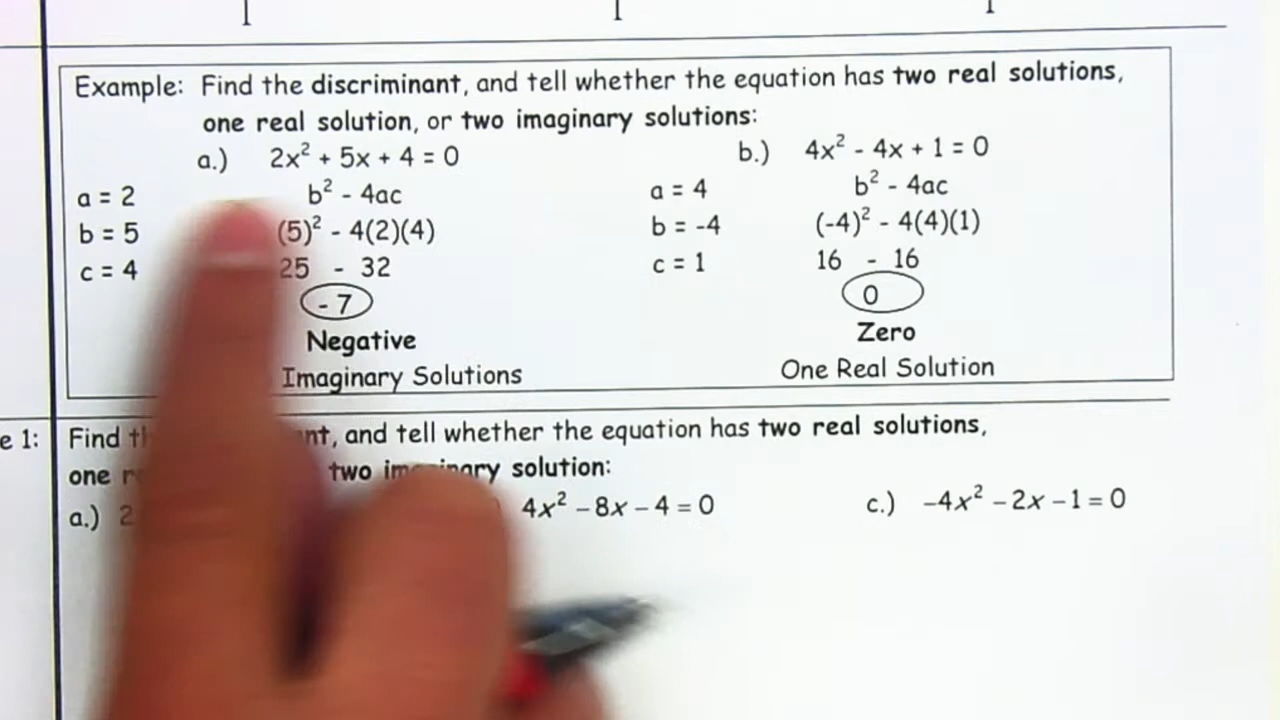 Example: Find the discriminant, and tell whether the equation has two real solutions,
one real solution, or two imaginary solutions:
a.) 2x² + 5x + 4 = 0
a = 2 b² - 4ac
b = 5 (5)² - 4(2)(4)
c = 4 25 - 32
- 7
Negative
Imaginary Solutions
b.) 4x² - 4x + 1 = 0
a = 4 b² - 4ac
b = -4 (-4)² - 4(4)(1)
c = 1 16 - 16
0
Zero
One Real Solution
e 1: Find and tell whether the equation has two real solutions,
one two imaginary solution:
a.) 2
4x² – 8x – 4 = 0
c.) –4x² – 2x – 1 = 0